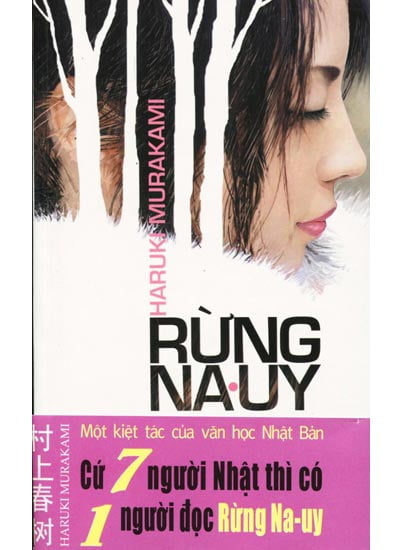 HARUKI MURAKAMI
RỪNG
NA·UY
村上春树
HARUKI MURAKAMI
Một kiệt tác của văn học Nhật Bản
Cứ 7 người Nhật thì có
1 người đọc Rừng Na-uy